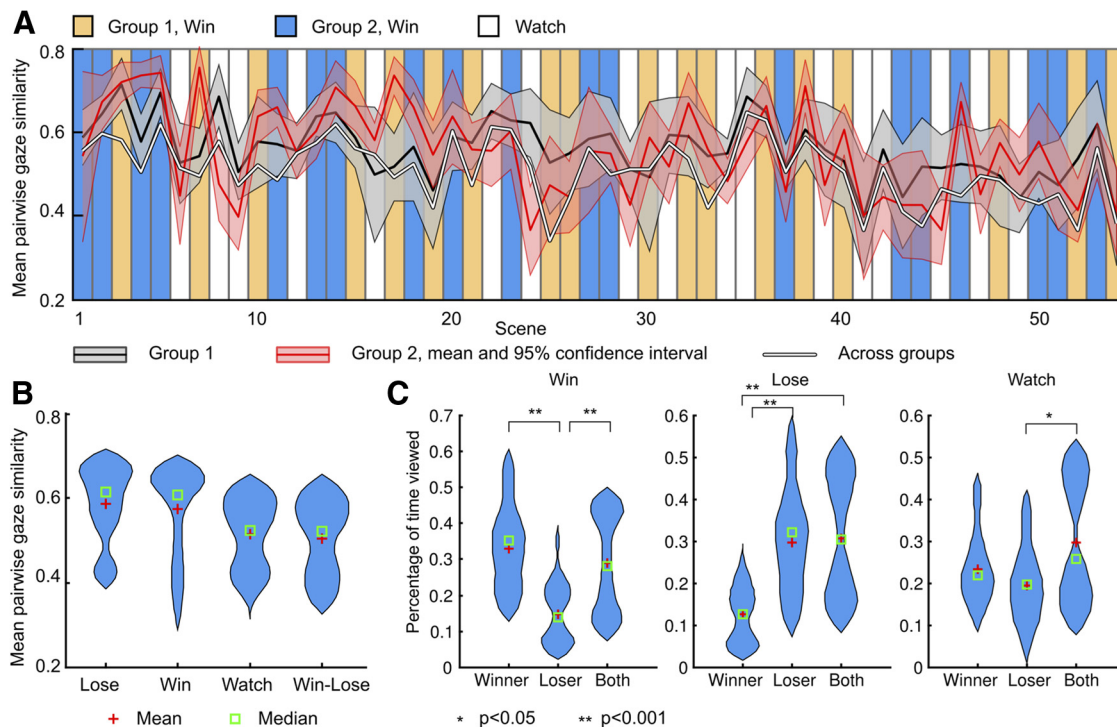 A
Group 1, Win
Group 2, Win
Watch
Mean pairwise gaze similarity
0.8
0.6
0.4
0.2
1 10 20 30 40 50
Scene
Group 1
Group 2, mean and 95% confidence interval
Across groups
B
Mean pairwise gaze similarity
0.8
0.6
0.4
0.2
Lose Win Watch Win-Lose
Mean
Median
C
Win
Percentage of time viewed
0.7
0.6
0.5
0.4
0.3
0.2
0.1
0
** **
Winner Loser Both
Lose
0.6
0.5
0.4
0.3
0.2
0.1
0
**
**
Winner Loser Both
Watch
0.6
0.5
0.4
0.3
0.2
0.1
0
*
Winner Loser Both
* p<0.05 ** p<0.001